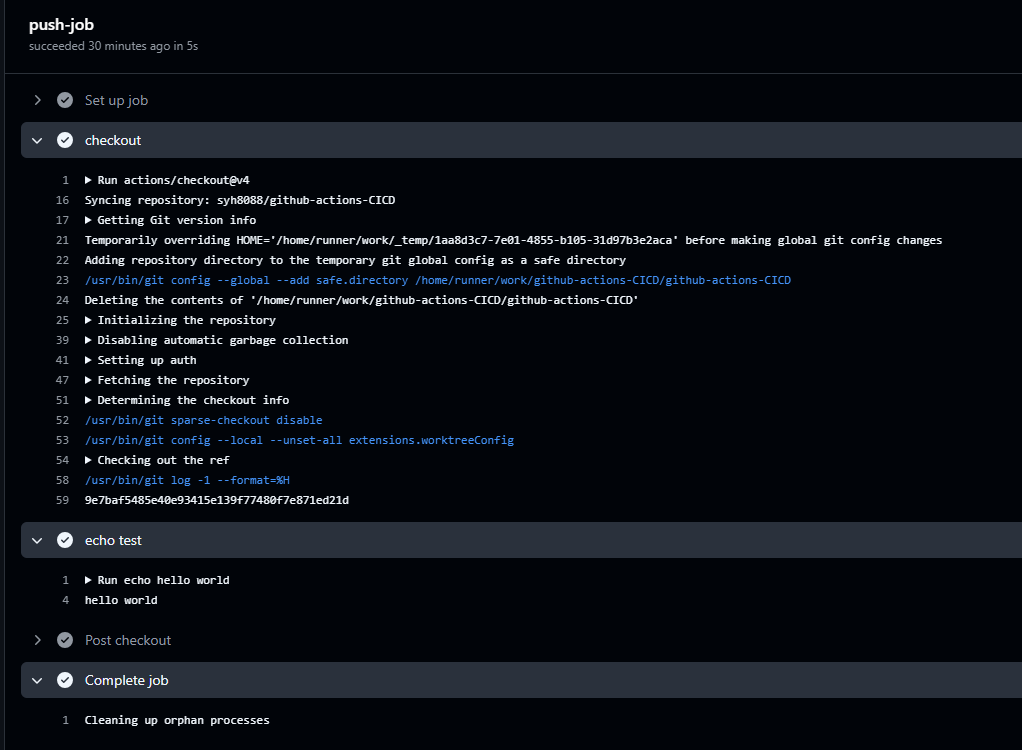 push-job
succeeded 30 minutes ago in 5s
Set up job
checkout
1 ▶ Run actions/checkout@v4
16 Syncing repository: syh8088/github-actions-CICD
17 ▶ Getting Git version info
21 Temporarily overriding HOME='/home/runner/work/_temp/1aa8d3c7-7e01-4855-b105-31d97b3e2aca' before making global git config changes
22 Adding repository directory to the temporary git global config as a safe directory
23 /usr/bin/git config --global --add safe.directory /home/runner/work/github-actions-CICD/github-actions-CICD
24 Deleting the contents of '/home/runner/work/github-actions-CICD/github-actions-CICD'
25 ▶ Initializing the repository
39 ▶ Disabling automatic garbage collection
41 ▶ Setting up auth
47 ▶ Fetching the repository
51 ▶ Determining the checkout info
52 /usr/bin/git sparse-checkout disable
53 /usr/bin/git config --local --unset-all extensions.worktreeConfig
54 ▶ Checking out the ref
58 /usr/bin/git log -1 --format=%H
59 9e7baf5485e40e93415e139f77480f7e871ed21d
echo test
1 ▶ Run echo hello world
4 hello world
Post checkout
Complete job
1 Cleaning up orphan processes